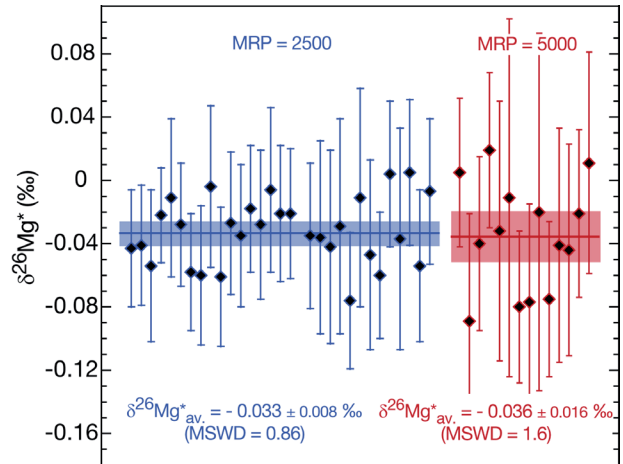 MRP = 2500
MRP = 5000
0.08
0.04
0
-0.04
-0.08
-0.12
-0.16
δ²⁶Mg* (‰)
δ²⁶Mg*av. = - 0.033 ± 0.008 ‰
(MSWD = 0.86)
δ²⁶Mg*av. = - 0.036 ± 0.016 ‰
(MSWD = 1.6)